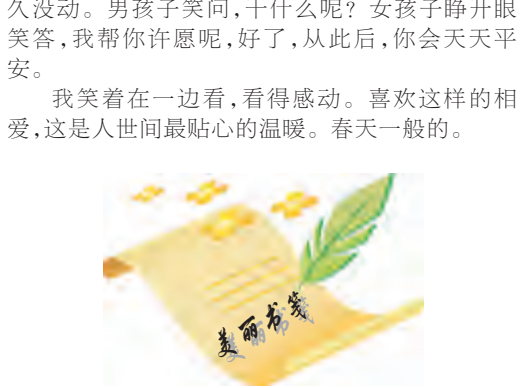 久没动。男孩子笑问,干什么呢? 女孩子睁开眼
笑答,我帮你许愿呢,好了,从此后,你会天天平
安。
我笑着在一边看,看得感动。喜欢这样的相
爱,这是人世间最贴心的温暖。春天一般的。
美丽书笺